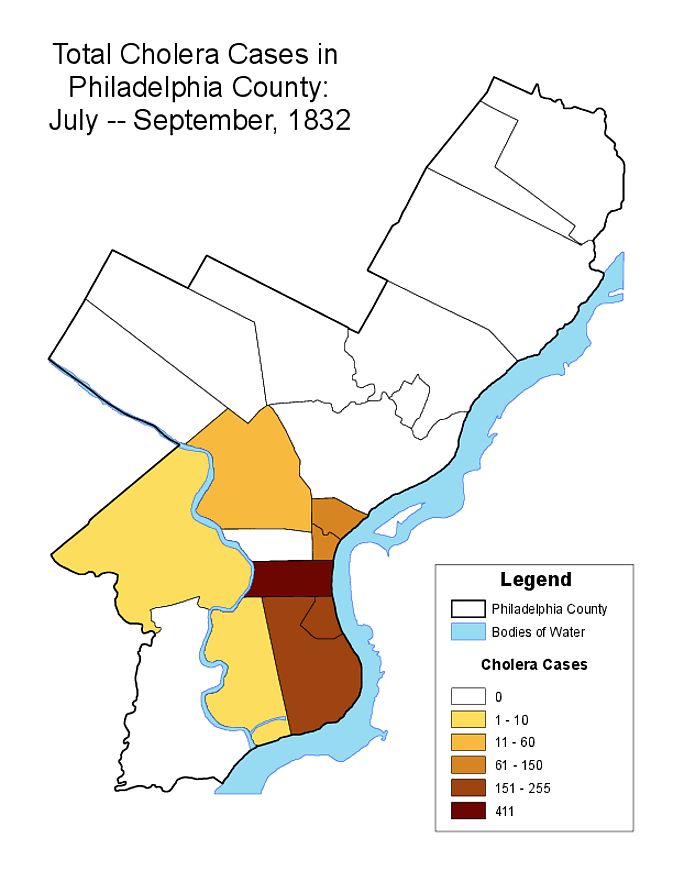 Total Cholera Cases in
Philadelphia County:
July -- September, 1832
Legend
Philadelphia County
Bodies of Water
Cholera Cases
0
1 - 10
11 - 60
61 - 150
151 - 255
411